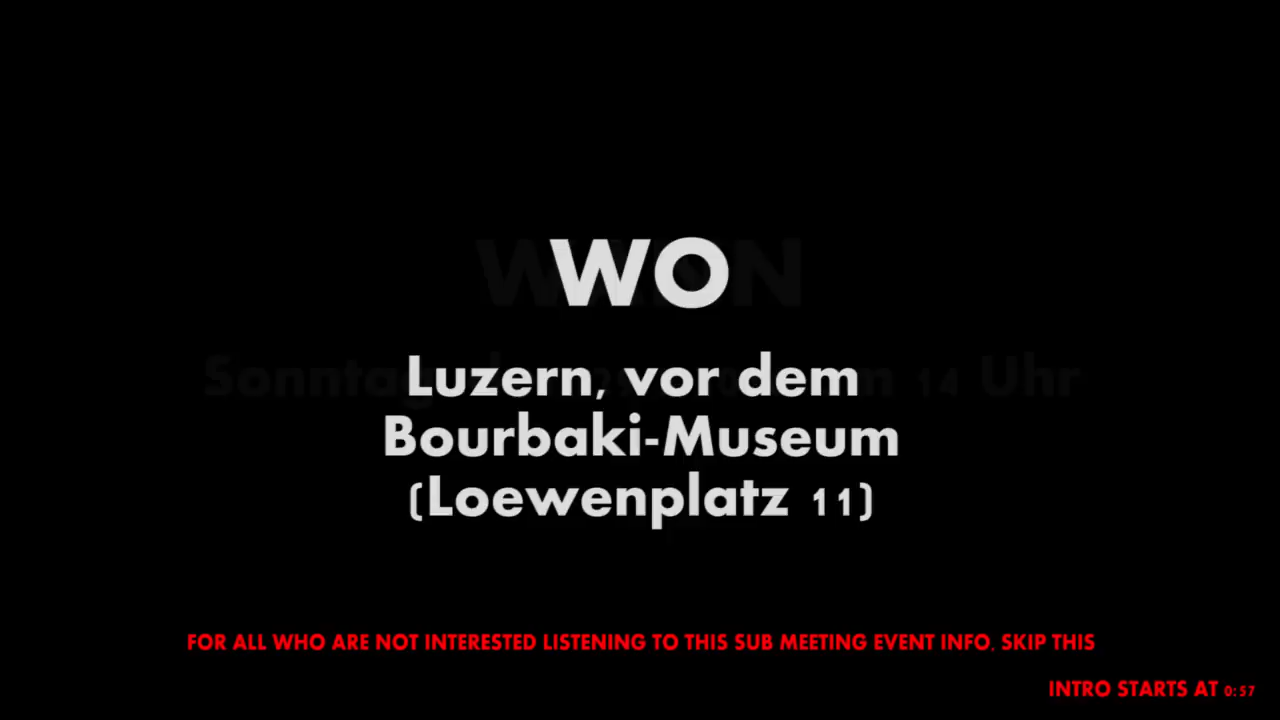 WO
Luzern, vor dem
Bourbaki-Museum
(Loewenplatz 11)
FOR ALL WHO ARE NOT INTERESTED LISTENING TO THIS SUB MEETING EVENT INFO, SKIP THIS
INTRO STARTS AT 0:57